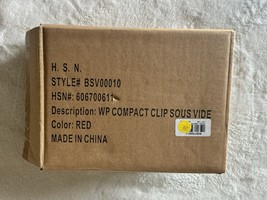 H. S. N.
STYLE# BSV00010
HSN#: 606700611
Description: WP COMPACT CLIP SOUS VIDE
Color: RED
MADE IN CHINA